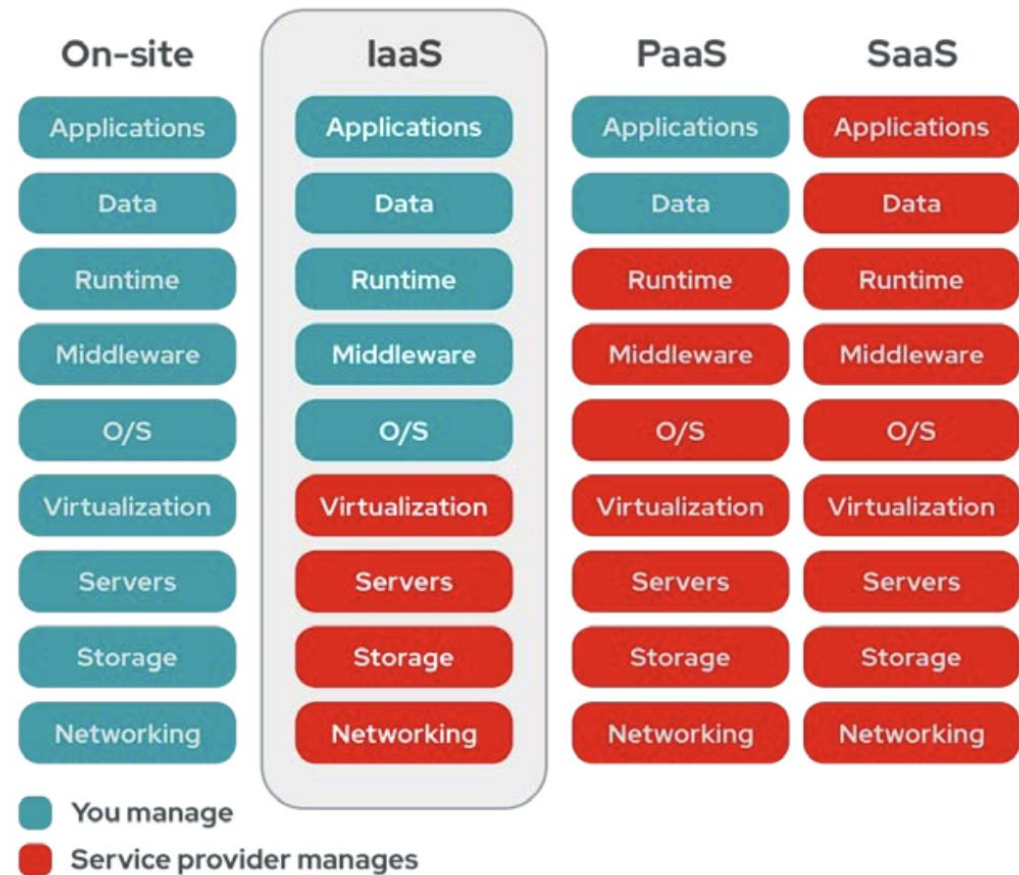 On-site IaaS PaaS SaaS
Applications Applications Applications Applications
Data Data Data Data
Runtime Runtime Runtime Runtime
Middleware Middleware Middleware Middleware
O/S O/S O/S O/S
Virtualization Virtualization Virtualization Virtualization
Servers Servers Servers Servers
Storage Storage Storage Storage
Networking Networking Networking Networking
You manage
Service provider manages